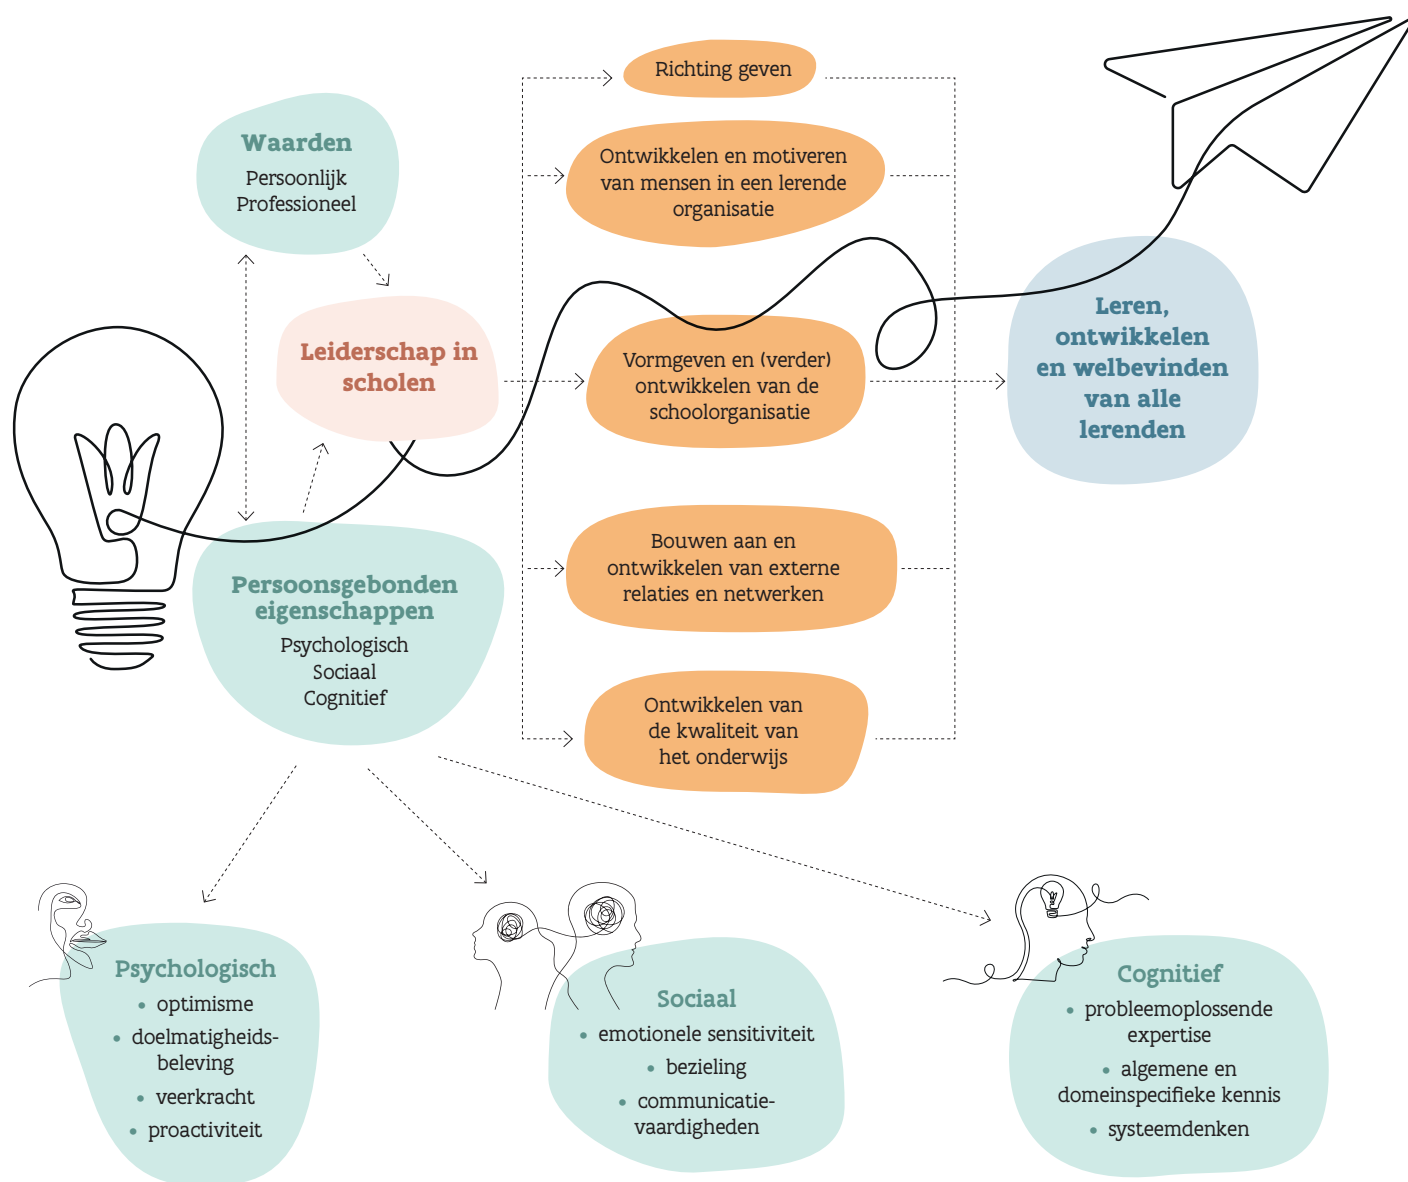 Richting geven
Waarden
Persoonlijk
Professioneel
Ontwikkelen en motiveren
van mensen in een lerende
organisatie
Leiderschap in
scholen
Vormgeven en (verder)
ontwikkelen van de
schoolorganisatie
Leren,
ontwikkelen
en welbevinden
van alle
lerenden
Persoonsgebonden
eigenschappen
Psychologisch
Sociaal
Cognitief
Bouwen aan en
ontwikkelen van externe
relaties en netwerken
Ontwikkelen van
de kwaliteit van
het onderwijs
Psychologisch
• optimisme
• doelmatigheids-
beleving
• veerkracht
• proactiviteit
Sociaal
• emotionele sensitiviteit
• bezieling
• communicatie-
vaardigheden
Cognitief
• probleemoplossende
expertise
• algemene en
domeinspecifieke kennis
• systeemdenken